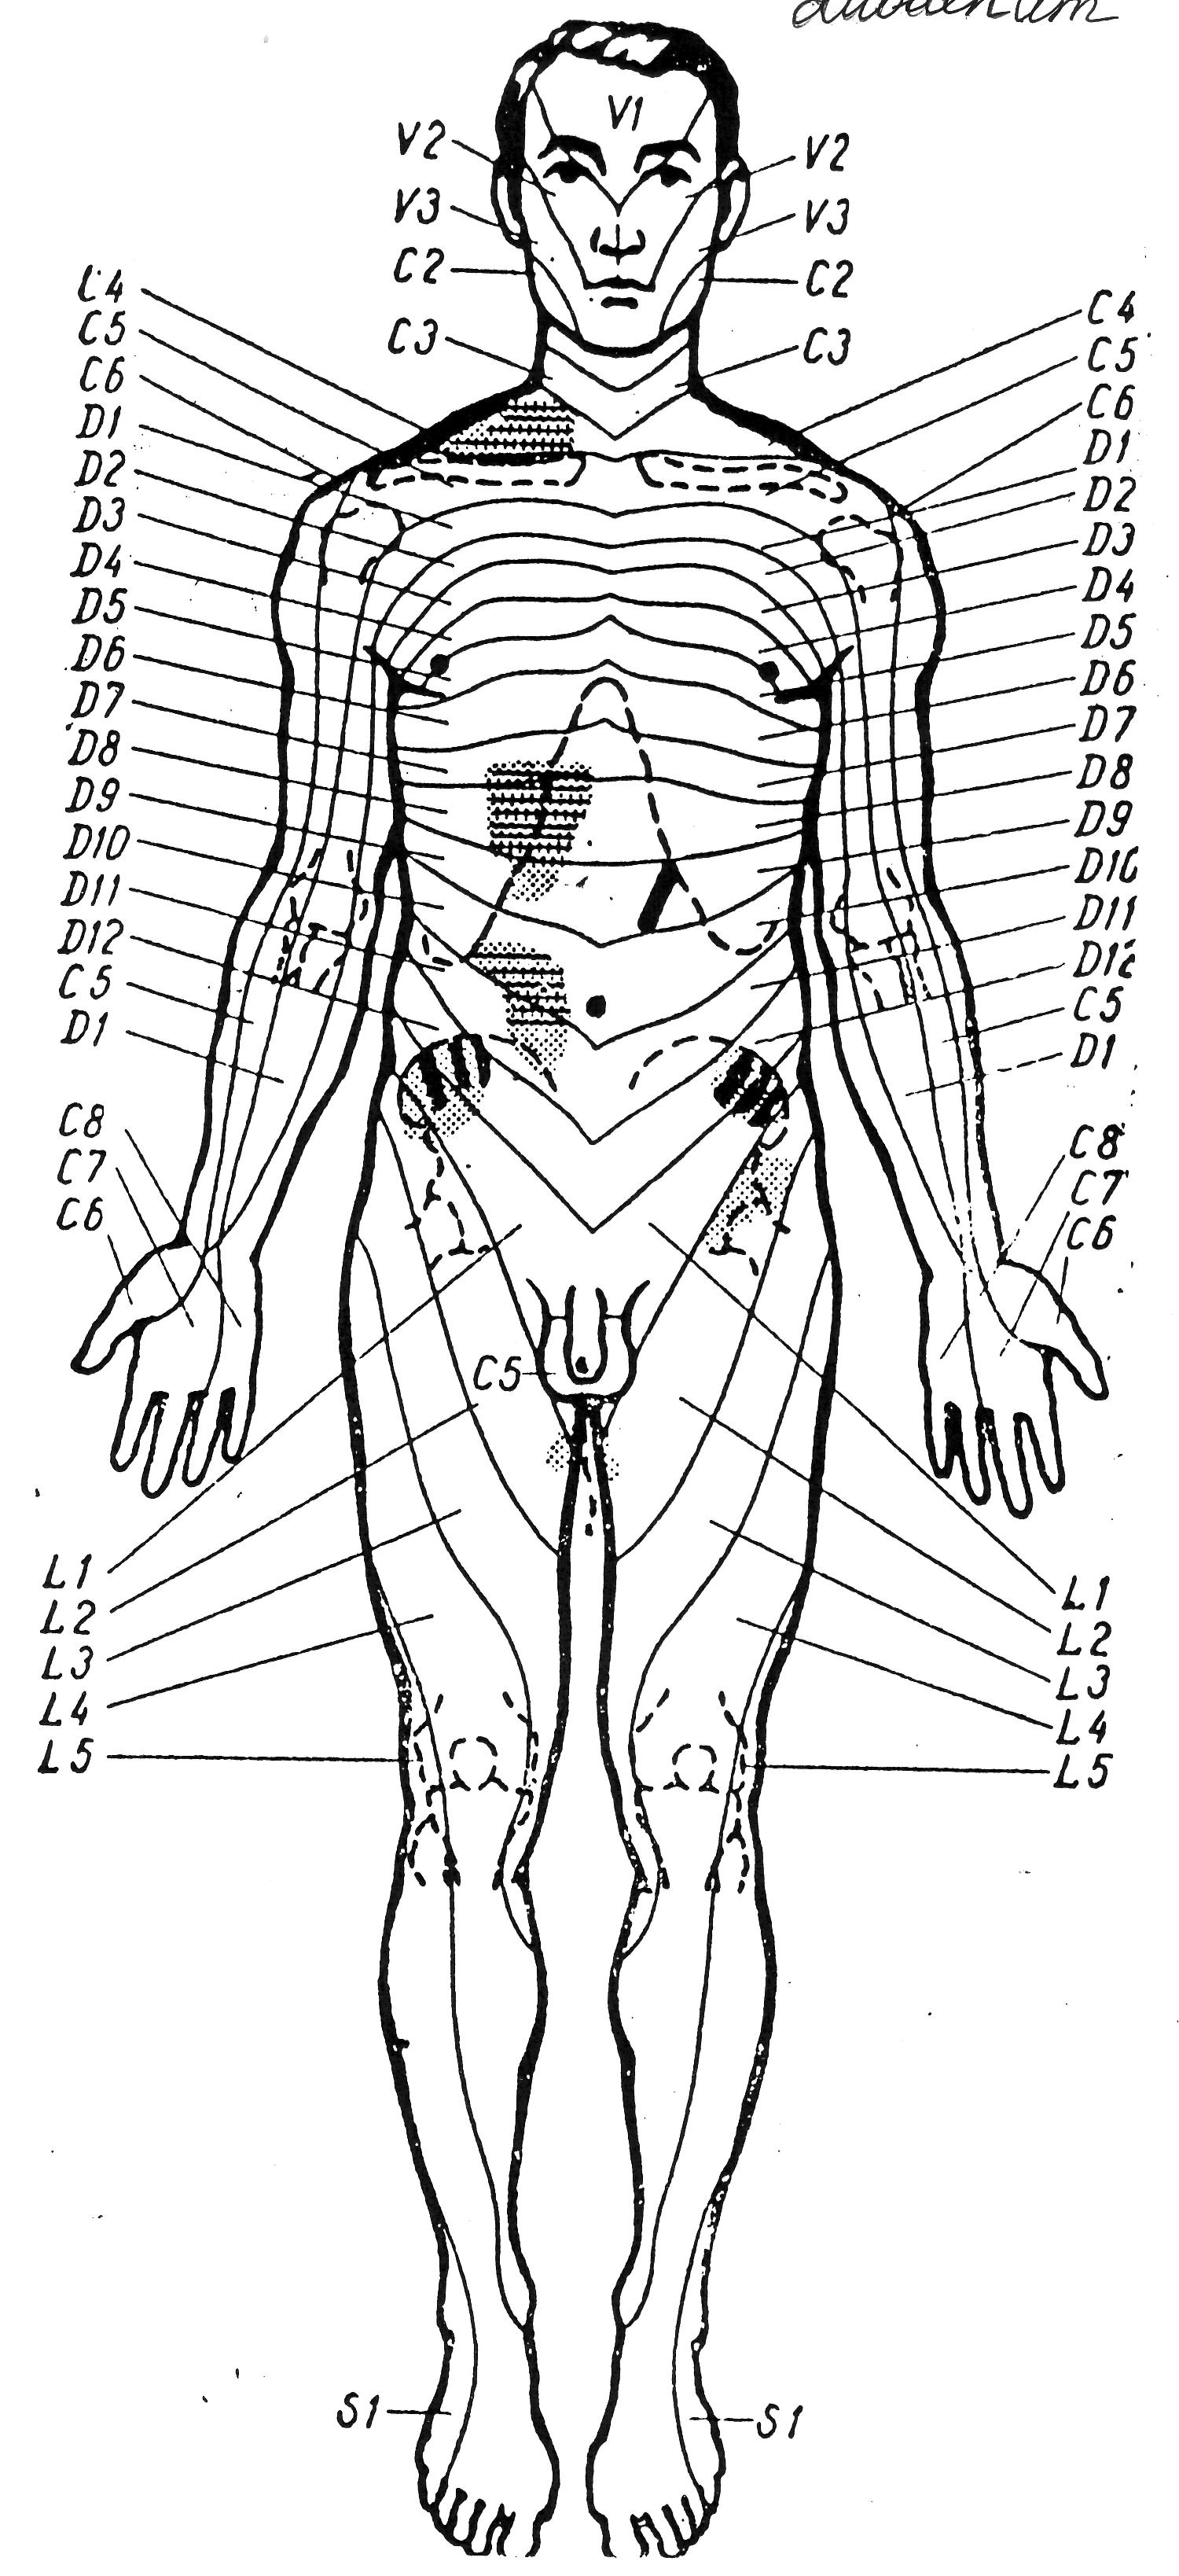 V1
V2 V2
V3 V3
C2 C2
C4 C4
C3 C3
C5 C5
C6 C6
D1 D1
D2 D2
D3 D3
D4 D4
D5 D5
D6 D6
D7 D7
D8 D8
D9 D9
D10 D10
D11 D11
D12 D12
C5 C5
D1 D1
C8 C8
C7 C7
C6 C6
C5
L1 L1
L2 L2
L3 L3
L4 L4
L5 L5
S1 S1